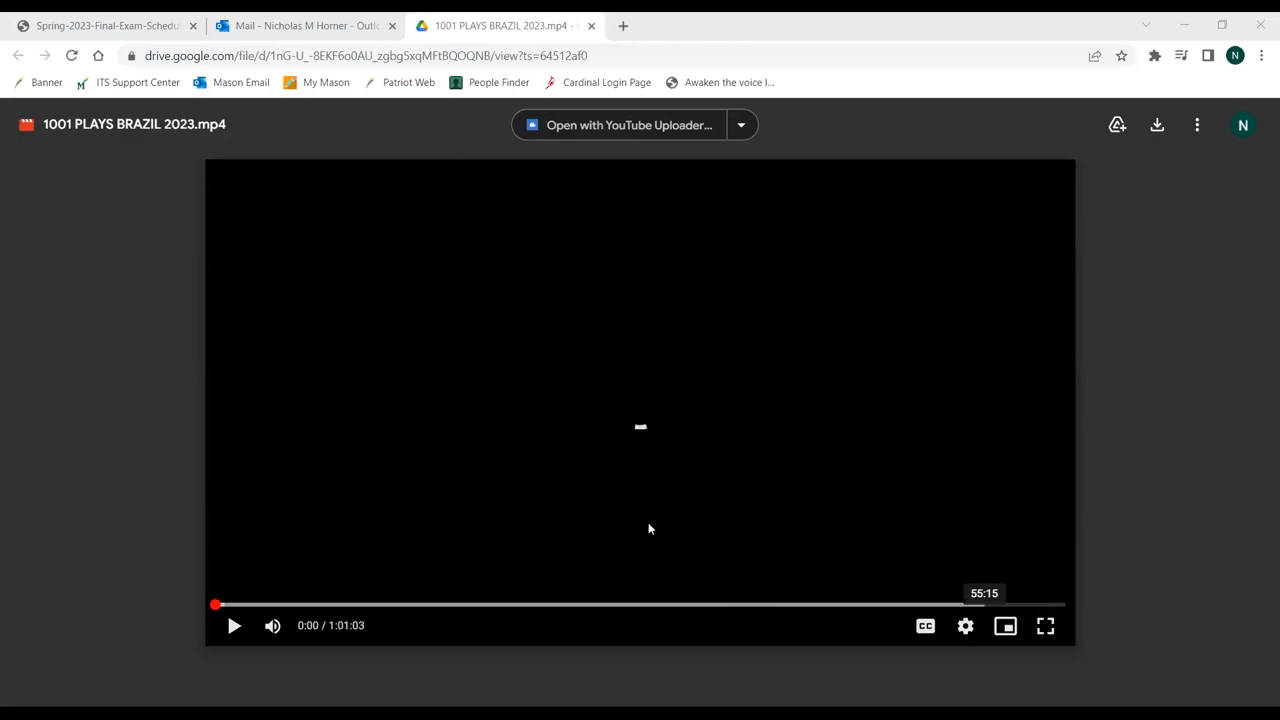 Spring-2023-Final-Exam-Schedul
Mail - Nicholas M Horner - Outlo
1001 PLAYS BRAZIL 2023.mp4 -
drive.google.com/file/d/1nG-U_-8EKF6o0AU_zgbg5xqMFtBOOQNB/view?ts=64512af0
Banner
ITS Support Center
Mason Email
My Mason
Patriot Web
People Finder
Cardinal Login Page
Awaken the voice I...
N
1001 PLAYS BRAZIL 2023.mp4
Open with YouTube Uploader...
N
55:15
0:00 / 1:01:03
CC